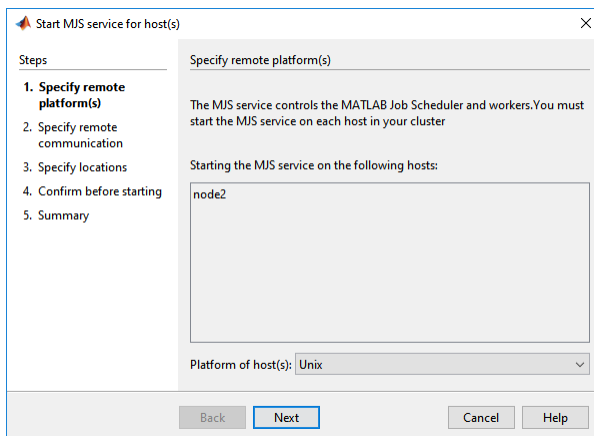 Start MJS service for host(s)
Steps
1. Specify remote
platform(s)
2. Specify remote
communication
3. Specify locations
4. Confirm before starting
5. Summary
Specify remote platform(s)
The MJS service controls the MATLAB Job Scheduler and workers.You must
start the MJS service on each host in your cluster
Starting the MJS service on the following hosts:
node2
Platform of host(s): Unix
Back Next Cancel Help